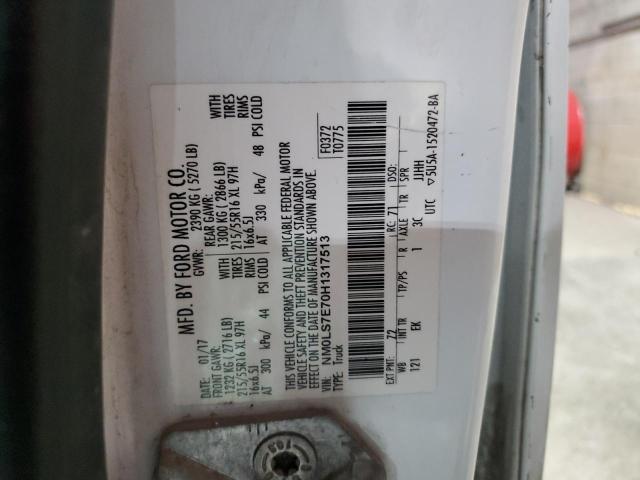 MFD. BY FORD MOTOR CO.
DATE: 01/17 GVWR: 2390 KG ( 5270 LB)
FRONT GAWR: REAR GAWR:
1232 KG ( 2716 LB) WITH 1300 KG ( 2866 LB) WITH
215/55R16 XL 97H TIRES 215/55R16 XL 97H TIRES
16x6.5J RIMS 16x6.5J RIMS
AT 300 kPa/ 44 PSI COLD AT 330 kPa/ 48 PSI COLD
THIS VEHICLE CONFORMS TO ALL APPLICABLE FEDERAL MOTOR
VEHICLE SAFETY AND THEFT PREVENTION STANDARDS IN
EFFECT ON THE DATE OF MANUFACTURE SHOWN ABOVE.
VIN: NM0LS7E70H1317513 F0372
TYPE: Truck T0775
EXT PNT: Z2 RC: 71 DSO:
WB INT TR TP/PS R AXLE TR SPR
121 EK 1 3C JJHH
UTC ▽5U5A-1520472-BA